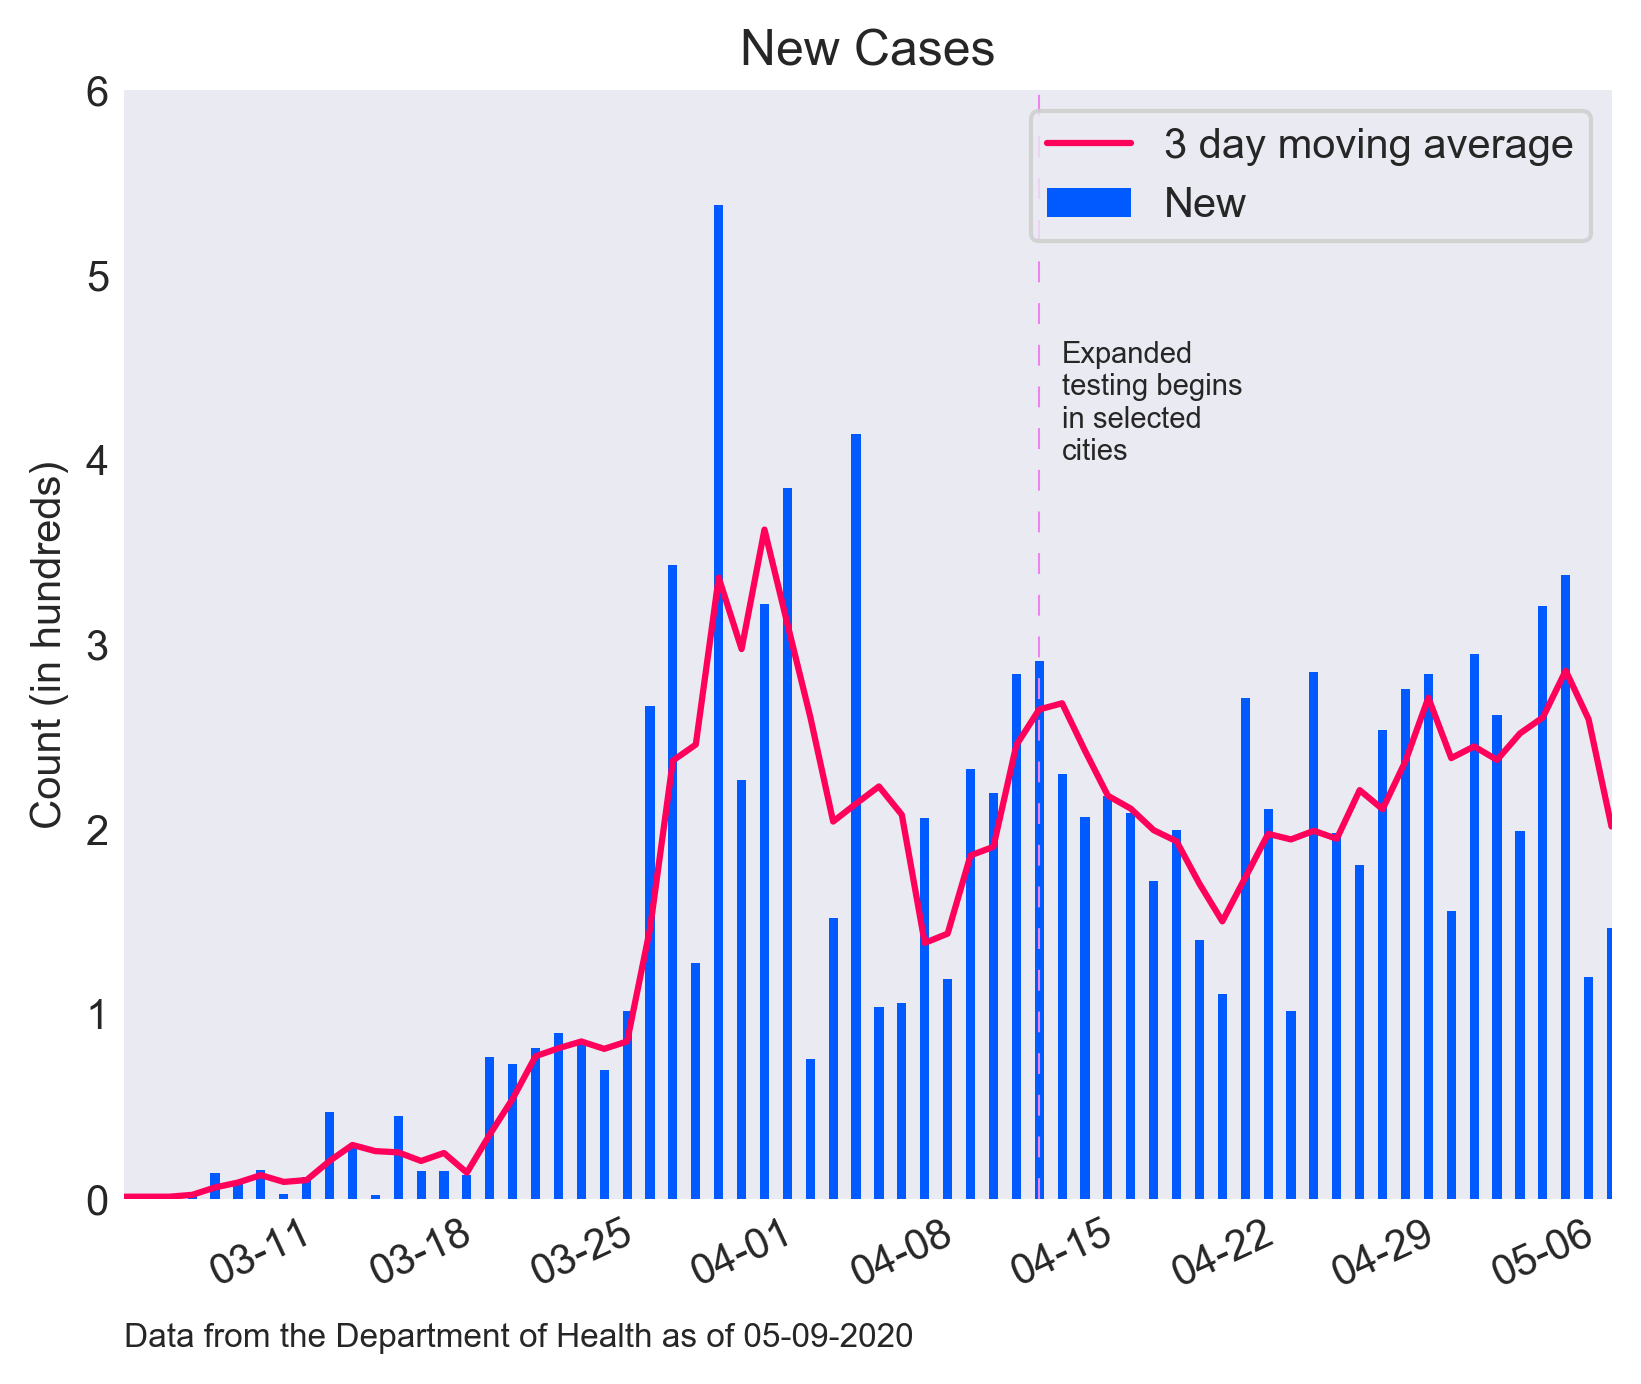 New Cases
6
5
4
3
2
1
0
Count (in hundreds)
3 day moving average
New
Expanded
testing begins
in selected
cities
03-11
03-18
03-25
04-01
04-08
04-15
04-22
04-29
05-06
Data from the Department of Health as of 05-09-2020